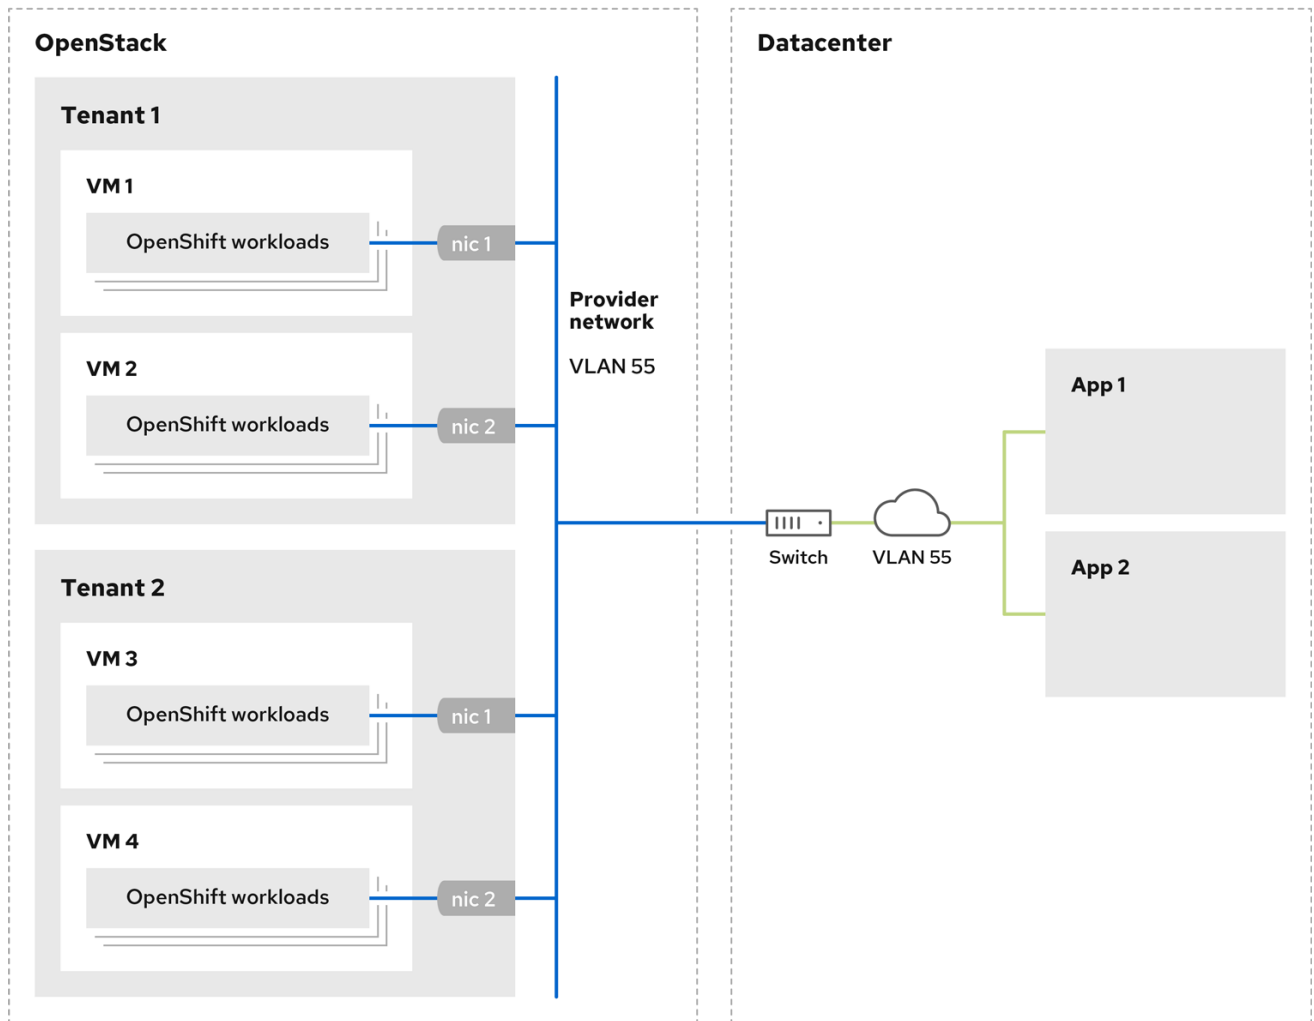 OpenStack
Tenant 1
VM 1
OpenShift workloads
nic 1
VM 2
OpenShift workloads
nic 2
Provider
network
VLAN 55
Tenant 2
VM 3
OpenShift workloads
nic 1
VM 4
OpenShift workloads
nic 2
Datacenter
Switch
VLAN 55
App 1
App 2